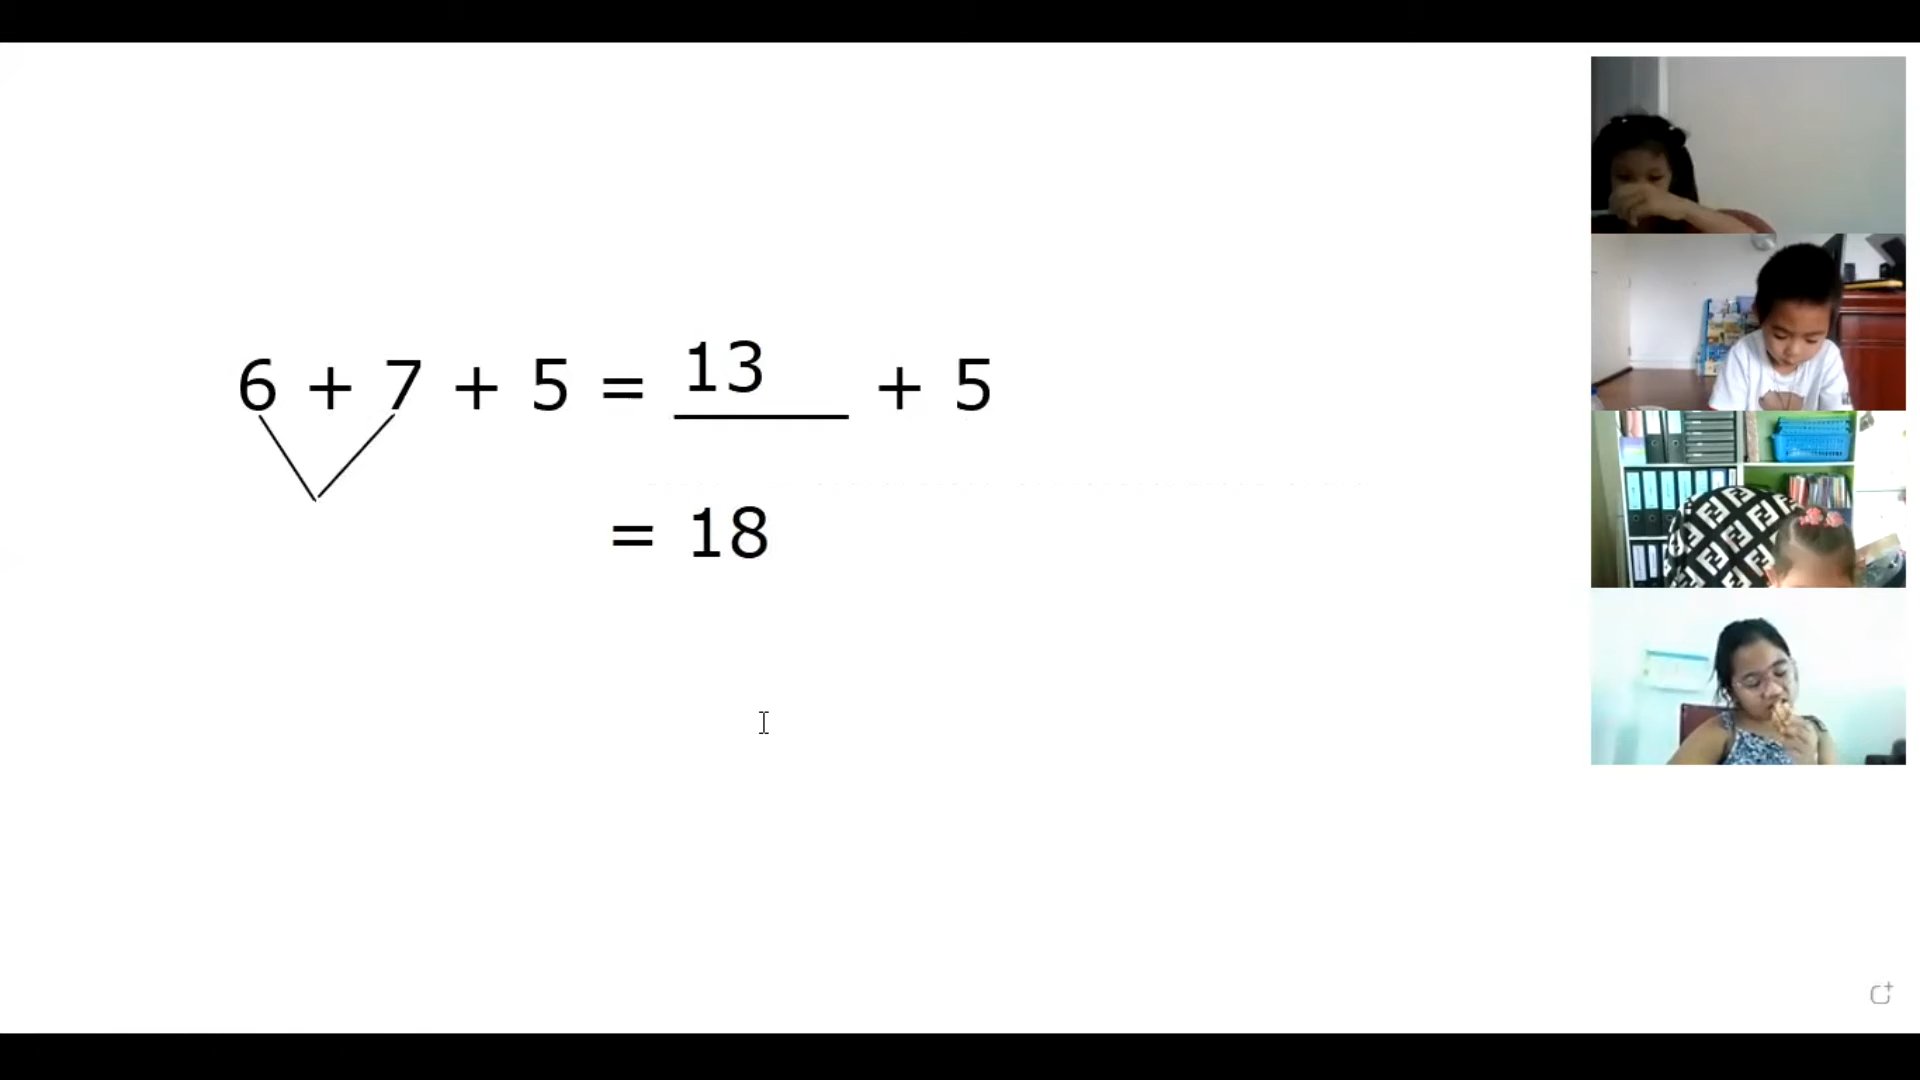 6 + 7 + 5 = 13 + 5
= 18